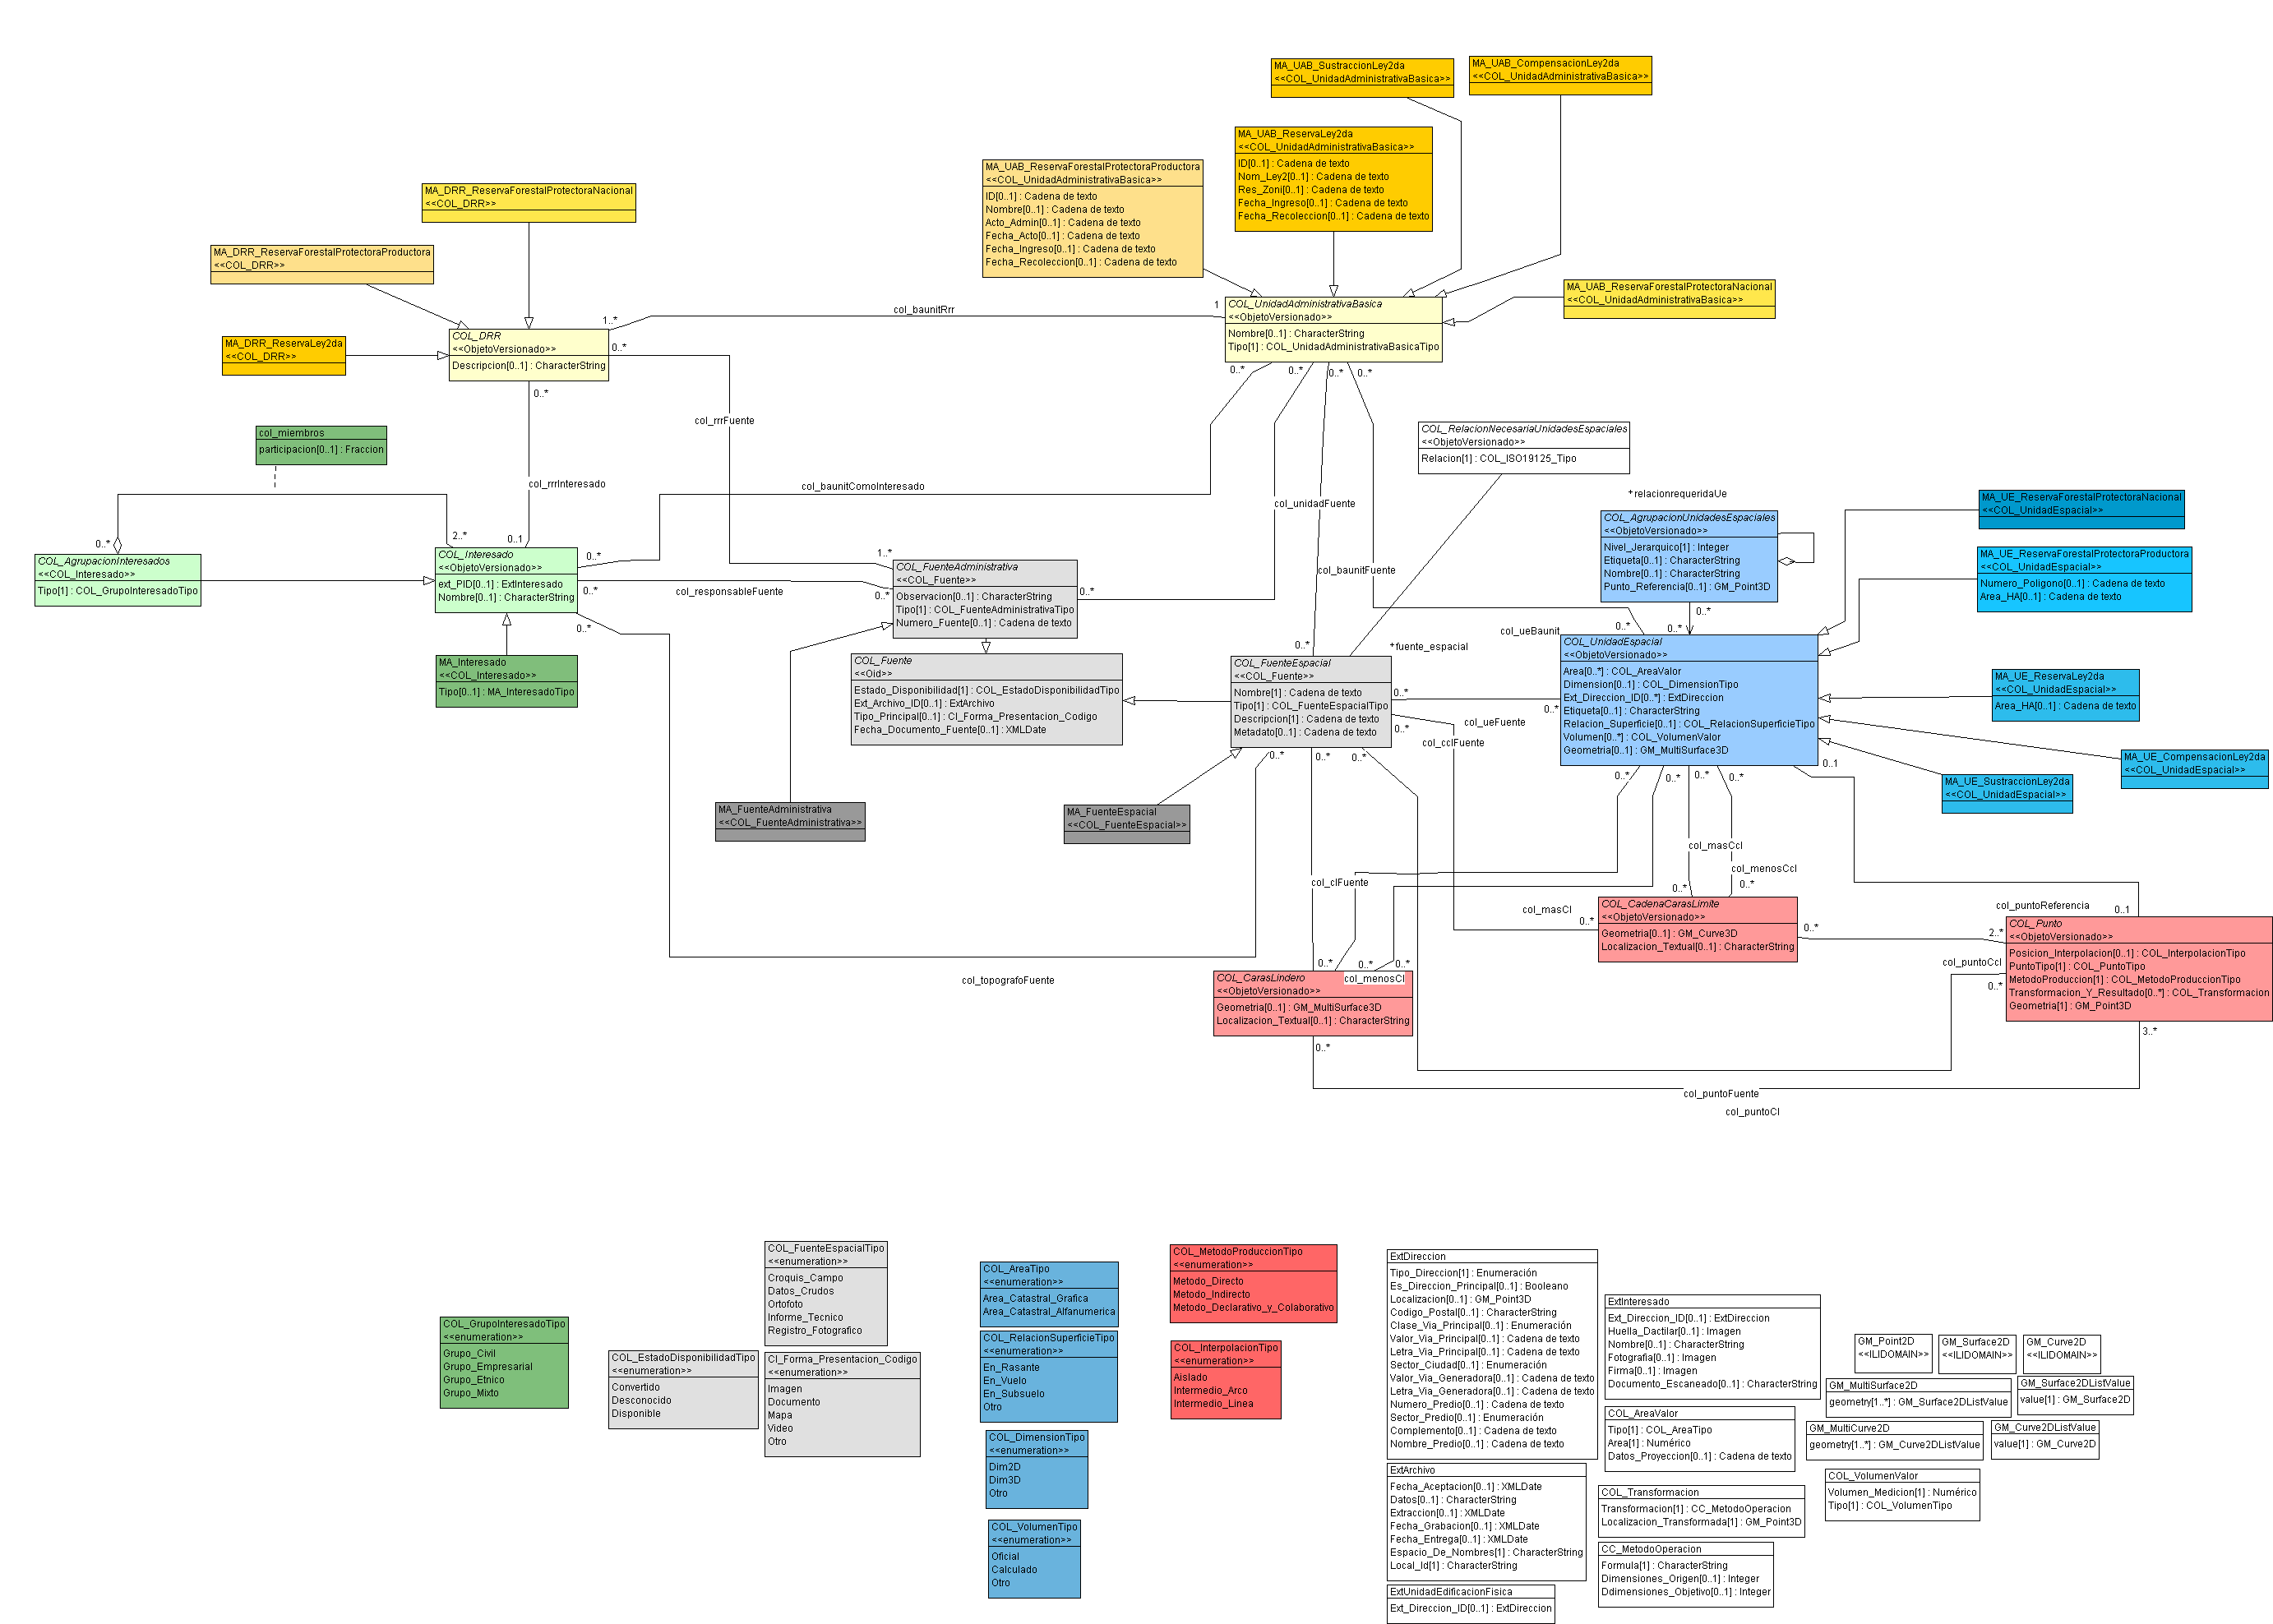 MA_UAB_SustraccionLey2da
<<COL_UnidadAdministrativaBasica>>
MA_UAB_CompensacionLey2da
<<COL_UnidadAdministrativaBasica>>
MA_UAB_ReservaLey2da
<<COL_UnidadAdministrativaBasica>>
ID[0..1] : Cadena de texto
Nom_Ley2[0..1] : Cadena de texto
Res_Zoni[0..1] : Cadena de texto
Fecha_Ingreso[0..1] : Cadena de texto
Fecha_Recoleccion[0..1] : Cadena de texto
MA_UAB_ReservaForestalProtectoraProductora
<<COL_UnidadAdministrativaBasica>>
ID[0..1] : Cadena de texto
Nombre[0..1] : Cadena de texto
Acto_Admin[0..1] : Cadena de texto
Fecha_Acto[0..1] : Cadena de texto
Fecha_Ingreso[0..1] : Cadena de texto
Fecha_Recoleccion[0..1] : Cadena de texto
MA_DRR_ReservaForestalProtectoraNacional
<<COL_DRR>>
MA_DRR_ReservaForestalProtectoraProductora
<<COL_DRR>>
MA_UAB_ReservaForestalProtectoraNacional
<<COL_UnidadAdministrativaBasica>>
col_baunitRrr
1..*
1
COL_UnidadAdministrativaBasica
<<ObjetoVersionado>>
Nombre[0..1] : CharacterString
Tipo[1] : COL_UnidadAdministrativaBasicaTipo
MA_DRR_ReservaLey2da
<<COL_DRR>>
COL_DRR
<<ObjetoVersionado>>
Descripcion[0..1] : CharacterString
0..*
0..*
0..*
0..*
0..*
0..*
col_rrrFuente
col_miembros
participacion[0..1] : Fraccion
COL_RelacionNecesariaUnidadesEspaciales
<<ObjetoVersionado>>
Relacion[1] : COL_ISO19125_Tipo
col_rrrInteresado
col_baunitComoInteresado
col_unidadFuente
*relacionrequeridaUe
MA_UE_ReservaForestalProtectoraNacional
<<COL_UnidadEspacial>>
COL_AgrupacionUnidadesEspaciales
<<ObjetoVersionado>>
Nivel_Jerarquico[1] : Integer
Etiqueta[0..1] : CharacterString
Nombre[0..1] : CharacterString
Punto_Referencia[0..1] : GM_Point3D
0..*
2..*
0..1
0..*
COL_AgrupacionInteresados
<<COL_Interesado>>
Tipo[1] : COL_GrupoInteresadoTipo
COL_Interesado
<<ObjetoVersionado>>
ext_PID[0..1] : ExtInteresado
Nombre[0..1] : CharacterString
0..*
0..*
col_responsableFuente
1..*
0..*
0..*
COL_FuenteAdministrativa
<<COL_Fuente>>
Observacion[0..1] : CharacterString
Tipo[1] : COL_FuenteAdministrativaTipo
Numero_Fuente[0..1] : Cadena de texto
col_baunitFuente
MA_UE_ReservaForestalProtectoraProductora
<<COL_UnidadEspacial>>
Numero_Poligono[0..1] : Cadena de texto
Area_HA[0..1] : Cadena de texto
0..*
0..*
0..*
col_ueBaunit
COL_UnidadEspacial
<<ObjetoVersionado>>
Area[0..*] : COL_AreaValor
Dimension[0..1] : COL_DimensionTipo
Ext_Direccion_ID[0..*] : ExtDireccion
Etiqueta[0..1] : CharacterString
Relacion_Superficie[0..1] : COL_RelacionSuperficieTipo
Volumen[0..*] : COL_VolumenValor
Geometria[0..1] : GM_MultiSurface3D
MA_Interesado
<<COL_Interesado>>
Tipo[0..1] : MA_InteresadoTipo
COL_Fuente
<<Oid>>
Estado_Disponibilidad[1] : COL_EstadoDisponibilidadTipo
Ext_Archivo_ID[0..1] : ExtArchivo
Tipo_Principal[0..1] : CI_Forma_Presentacion_Codigo
Fecha_Documento_Fuente[0..1] : XMLDate
0..*
*fuente_espacial
COL_FuenteEspacial
<<COL_Fuente>>
Nombre[1] : Cadena de texto
Tipo[1] : COL_FuenteEspacialTipo
Descripcion[1] : Cadena de texto
Metadato[0..1] : Cadena de texto
0..*
0..*
col_ueFuente
0..*
col_cclFuente
0..*
0..*
0..*
MA_UE_ReservaLey2da
<<COL_UnidadEspacial>>
Area_HA[0..1] : Cadena de texto
MA_UE_CompensacionLey2da
<<COL_UnidadEspacial>>
MA_UE_SustraccionLey2da
<<COL_UnidadEspacial>>
0..*
0..*
0..*
0..*
0..1
MA_FuenteAdministrativa
<<COL_FuenteAdministrativa>>
MA_FuenteEspacial
<<COL_FuenteEspacial>>
col_masCcl
col_menosCcl
col_clFuente
0..*
0..*
col_masCl
0..*
COL_CadenaCarasLimite
<<ObjetoVersionado>>
Geometria[0..1] : GM_Curve3D
Localizacion_Textual[0..1] : CharacterString
0..*
2..*
col_puntoReferencia
0..1
COL_Punto
<<ObjetoVersionado>>
Posicion_Interpolacion[0..1] : COL_InterpolacionTipo
PuntoTipo[1] : COL_PuntoTipo
MetodoProduccion[1] : COL_MetodoProduccionTipo
Transformacion_Y_Resultado[0..*] : COL_Transformacion
Geometria[1] : GM_Point3D
col_puntoCcl
0..*
3..*
0..*
0..*
0..*
col_topografoFuente
COL_CarasLindero
<<ObjetoVersionado>>
Geometria[0..1] : GM_MultiSurface3D
Localizacion_Textual[0..1] : CharacterString
col_menosCl
0..*
col_puntoFuente
col_puntoCl
COL_GrupoInteresadoTipo
<<enumeration>>
Grupo_Civil
Grupo_Empresarial
Grupo_Etnico
Grupo_Mixto
COL_FuenteEspacialTipo
<<enumeration>>
Croquis_Campo
Datos_Crudos
Ortofoto
Informe_Tecnico
Registro_Fotografico
COL_EstadoDisponibilidadTipo
<<enumeration>>
Convertido
Desconocido
Disponible
CI_Forma_Presentacion_Codigo
<<enumeration>>
Imagen
Documento
Mapa
Video
Otro
COL_AreaTipo
<<enumeration>>
Area_Catastral_Grafica
Area_Catastral_Alfanumerica
COL_RelacionSuperficieTipo
<<enumeration>>
En_Rasante
En_Vuelo
En_Subsuelo
Otro
COL_DimensionTipo
<<enumeration>>
Dim2D
Dim3D
Otro
COL_VolumenTipo
<<enumeration>>
Oficial
Calculado
Otro
COL_MetodoProduccionTipo
<<enumeration>>
Metodo_Directo
Metodo_Indirecto
Metodo_Declarativo_y_Colaborativo
COL_InterpolacionTipo
<<enumeration>>
Aislado
Intermedio_Arco
Intermedio_Linea
ExtDireccion
Tipo_Direccion[1] : Enumeración
Es_Direccion_Principal[0..1] : Booleano
Localizacion[0..1] : GM_Point3D
Codigo_Postal[0..1] : CharacterString
Clase_Via_Principal[0..1] : Enumeración
Valor_Via_Principal[0..1] : Cadena de texto
Letra_Via_Principal[0..1] : Cadena de texto
Sector_Ciudad[0..1] : Enumeración
Valor_Via_Generadora[0..1] : Cadena de texto
Letra_Via_Generadora[0..1] : Cadena de texto
Numero_Predio[0..1] : Cadena de texto
Sector_Predio[0..1] : Enumeración
Complemento[0..1] : Cadena de texto
Nombre_Predio[0..1] : Cadena de texto
ExtArchivo
Fecha_Aceptacion[0..1] : XMLDate
Datos[0..1] : CharacterString
Extraccion[0..1] : XMLDate
Fecha_Grabacion[0..1] : XMLDate
Fecha_Entrega[0..1] : XMLDate
Espacio_De_Nombres[1] : CharacterString
Local_Id[1] : CharacterString
ExtUnidadEdificacionFisica
Ext_Direccion_ID[0..1] : ExtDireccion
ExtInteresado
Ext_Direccion_ID[0..1] : ExtDireccion
Huella_Dactilar[0..1] : Imagen
Nombre[0..1] : CharacterString
Fotografia[0..1] : Imagen
Firma[0..1] : Imagen
Documento_Escaneado[0..1] : CharacterString
COL_AreaValor
Tipo[1] : COL_AreaTipo
Area[1] : Numérico
Datos_Proyeccion[0..1] : Cadena de texto
COL_Transformacion
Transformacion[1] : CC_MetodoOperacion
Localizacion_Transformada[1] : GM_Point3D
CC_MetodoOperacion
Formula[1] : CharacterString
Dimensiones_Origen[0..1] : Integer
Ddimensiones_Objetivo[0..1] : Integer
GM_Point2D
<<ILIDOMAIN>>
GM_Surface2D
<<ILIDOMAIN>>
GM_Curve2D
<<ILIDOMAIN>>
GM_MultiSurface2D
geometry[1..*] : GM_Surface2DListValue
GM_Surface2DListValue
value[1] : GM_Surface2D
GM_MultiCurve2D
geometry[1..*] : GM_Curve2DListValue
GM_Curve2DListValue
value[1] : GM_Curve2D
COL_VolumenValor
Volumen_Medicion[1] : Numérico
Tipo[1] : COL_VolumenTipo